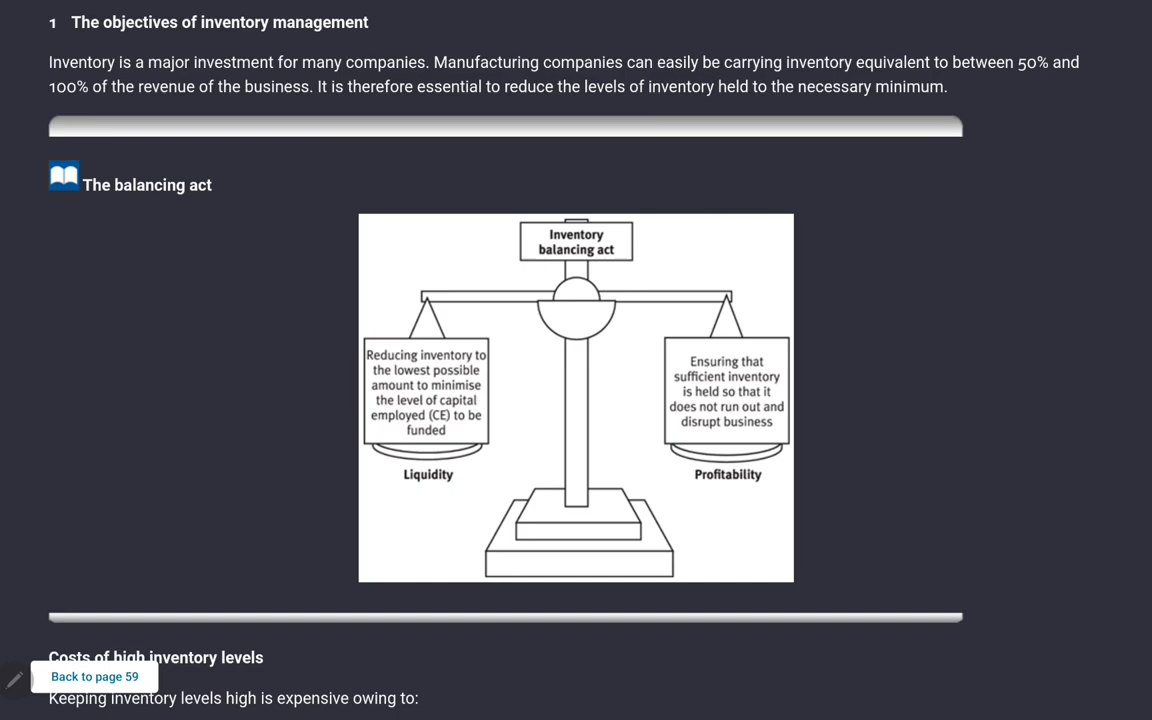 1 The objectives of inventory management
Inventory is a major investment for many companies. Manufacturing companies can easily be carrying inventory equivalent to between 50% and
100% of the revenue of the business. It is therefore essential to reduce the levels of inventory held to the necessary minimum.
The balancing act
Inventory
balancing act
Reducing inventory to
the lowest possible
amount to minimise
the level of capital
employed (CE) to be
funded
Liquidity
Ensuring that
sufficient inventory
is held so that it
does not run out and
disrupt business
Profitability
Costs of high inventory levels
Back to page 59
Keeping inventory levels high is expensive owing to: